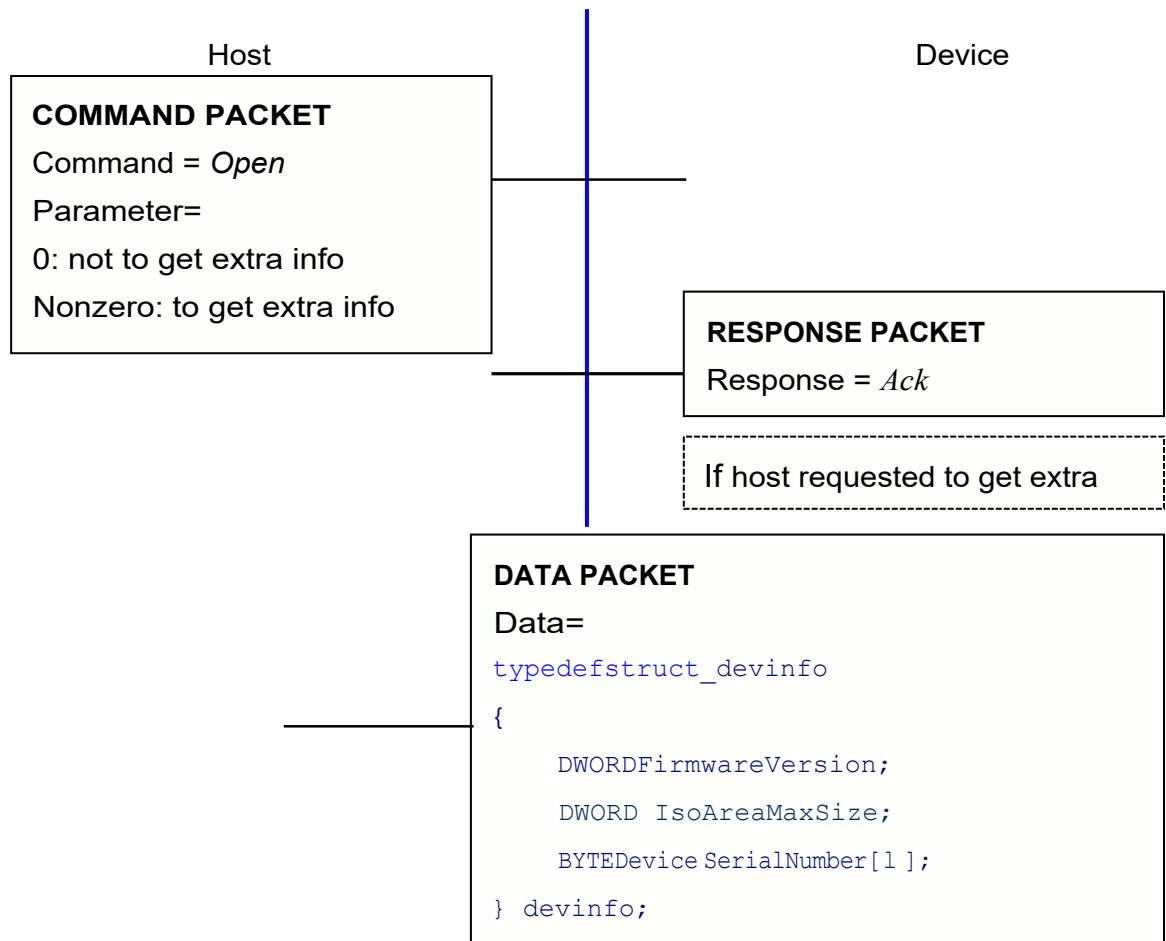 Host
Device
COMMAND PACKET
Command = Open
Parameter=
0: not to get extra info
Nonzero: to get extra info
RESPONSE PACKET
Response = Ack
If host requested to get extra
DATA PACKET
Data=
typedefstruct_devinfo
{
DWORDFirmwareVersion;
DWORD IsoAreaMaxSize;
BYTEDevice SerialNumber[l ];
} devinfo;